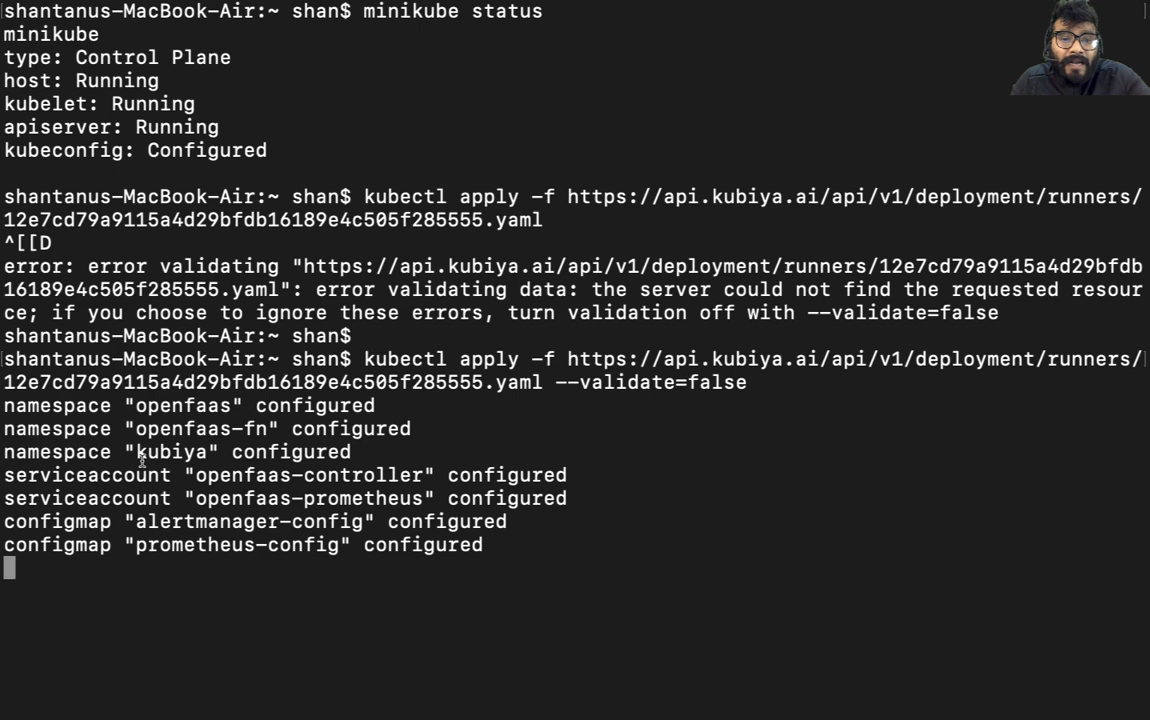 shantanus-MacBook-Air:~ shan$ minikube status
minikube
type: Control Plane
host: Running
kubelet: Running
apiserver: Running
kubeconfig: Configured
shantanus-MacBook-Air:~ shan$ kubectl apply -f https://api.kubiya.ai/api/v1/deployment/runners/
12e7cd79a9115a4d29bfdb16189e4c505f285555.yaml
^[[D
error: error validating "https://api.kubiya.ai/api/v1/deployment/runners/12e7cd79a9115a4d29bfdb
16189e4c505f285555.yaml": error validating data: the server could not find the requested resour
ce; if you choose to ignore these errors, turn validation off with --validate=false
shantanus-MacBook-Air:~ shan$
shantanus-MacBook-Air:~ shan$ kubectl apply -f https://api.kubiya.ai/api/v1/deployment/runners/
12e7cd79a9115a4d29bfdb16189e4c505f285555.yaml --validate=false
namespace "openfaas" configured
namespace "openfaas-fn" configured
namespace "kubiya" configured
serviceaccount "openfaas-controller" configured
serviceaccount "openfaas-prometheus" configured
configmap "alertmanager-config" configured
configmap "prometheus-config" configured